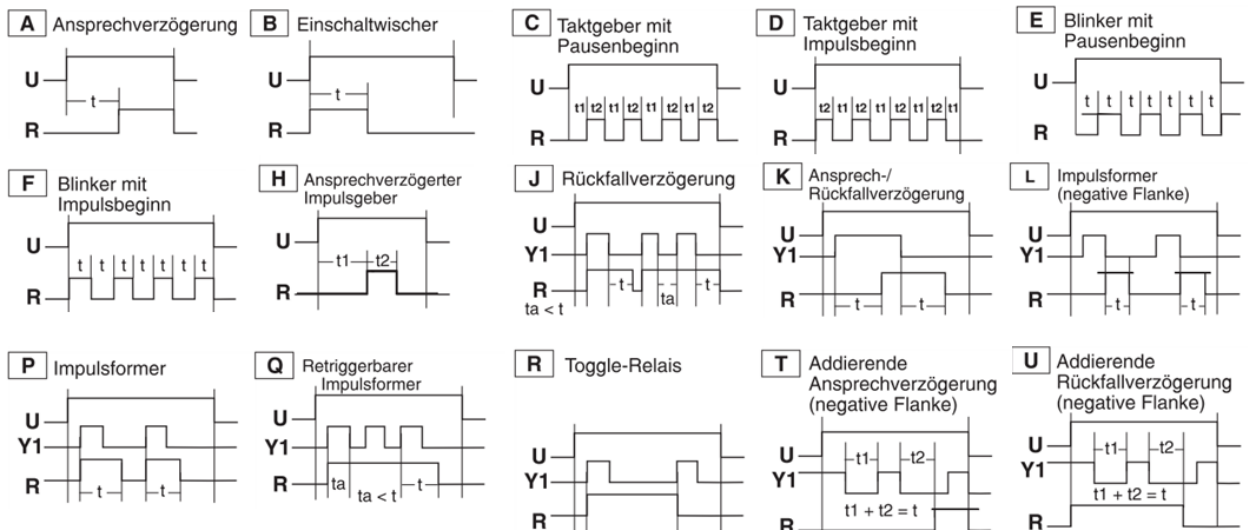 A Ansprechverzögerung
U
t
R
B Einschaltwischer
U
t
R
C Taktgeber mit
Pausenbeginn
U
t1 t2 t1 t2 t1 t1 t2
R
D Taktgeber mit
Impulsbeginn
U
t2 t1 t2 t1 t2 t2 t1
R
E Blinker mit
Pausenbeginn
U
t t t t t t
R
F Blinker mit
Impulsbeginn
U
t t t t t t
R
H Ansprechverzögerter
Impulsgeber
U
t1 t2
R
J Rückfallverzögerung
U
Y1
R t ta t
ta < t
K Ansprech-/
Rückfallverzögerung
U
Y1
R
t t
L Impulsformer
(negative Flanke)
U
Y1
R
t t
P Impulsformer
U
Y1
R
t t
Q Retriggerbarer
Impulsformer
U
Y1
R ta t
ta < t
R Toggle-Relais
U
Y1
R
T Addierende
Ansprechverzögerung
(negative Flanke)
U
t1 t2
Y1
t1 + t2 = t
R
U Addierende
Rückfallverzögerung
(negative Flanke)
U
t1 t2
Y1
t1 + t2 = t
R